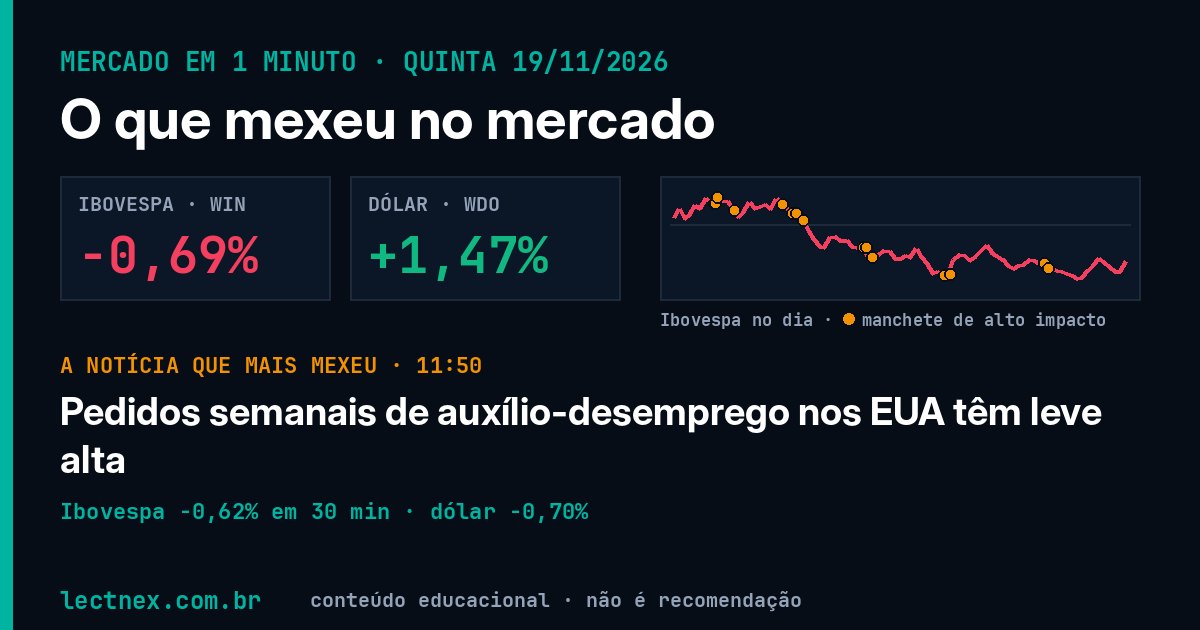 MERCADO EM 1 MINUTO · QUINTA 19/11/2026
O que mexeu no mercado
IBOVESPA · WIN
-0,69%
DÓLAR · WDO
+1,47%
Ibovespa no dia · manchete de alto impacto
A NOTÍCIA QUE MAIS MEXEU · 11:50
Pedidos semanais de auxílio-desemprego nos EUA têm leve
alta
Ibovespa -0,62% em 30 min · dólar -0,70%
lectnex.com.br
conteúdo educacional · não é recomendação